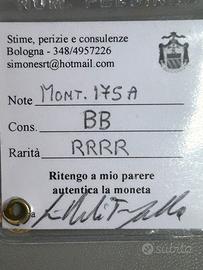 Stime, perizie e consulenze
Bologna - 348/4957226
simonesrt@hotmail.com
Note MONT. 175A
Cons. BB
Rarità RRRR
Ritengo a mio parere
autentica la moneta
subito